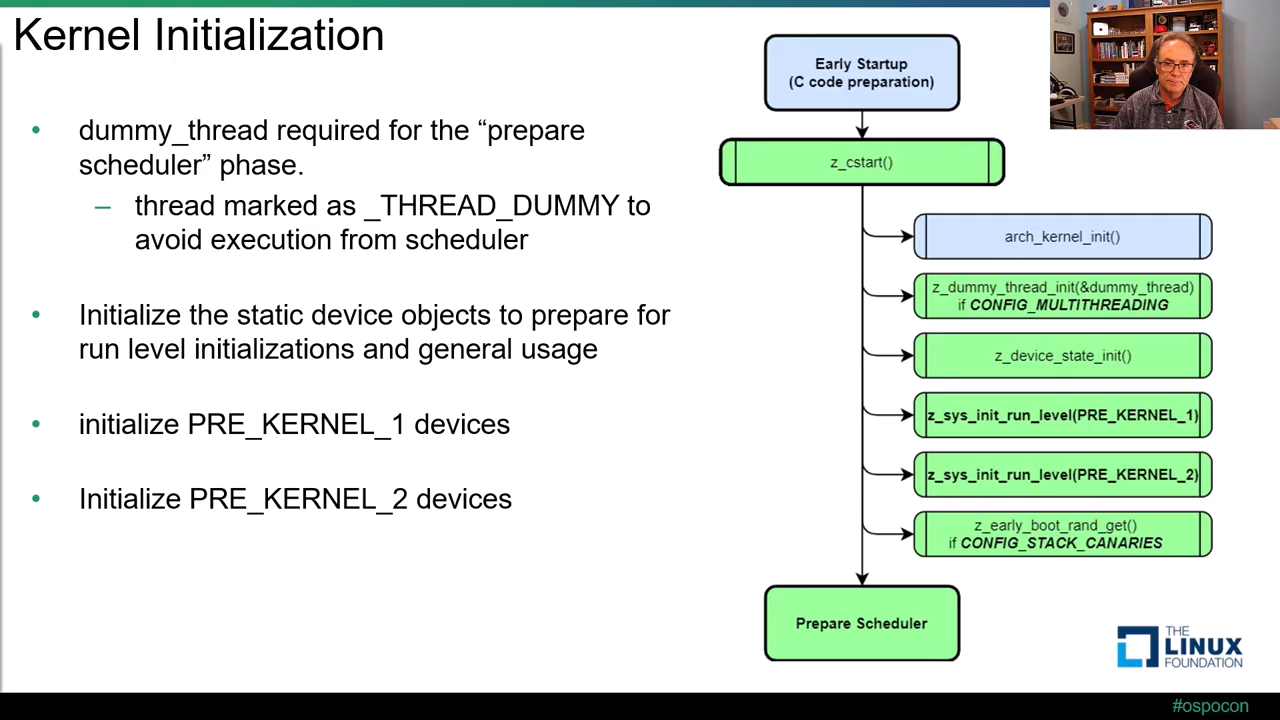 Kernel Initialization
• dummy_thread required for the “prepare
scheduler” phase.
– thread marked as _THREAD_DUMMY to
avoid execution from scheduler
• Initialize the static device objects to prepare for
run level initializations and general usage
• initialize PRE_KERNEL_1 devices
• Initialize PRE_KERNEL_2 devices
Early Startup
(C code preparation)
z_cstart()
arch_kernel_init()
z_dummy_thread_init(&dummy_thread)
if CONFIG_MULTITHREADING
z_device_state_init()
z_sys_init_run_level(PRE_KERNEL_1)
z_sys_init_run_level(PRE_KERNEL_2)
z_early_boot_rand_get()
if CONFIG_STACK_CANARIES
Prepare Scheduler
THE
LINUX
FOUNDATION
#ospocon